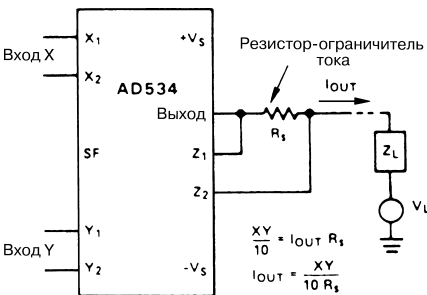 Вход X
X1
X2
+VS
AD534
Выход
SF
Z1
Z2
Вход Y
Y1
Y2
-VS
Резистор-ограничитель
тока
IOUT
RS
ZL
VL
XY/10 = IOUT RS
IOUT = XY/10 RS